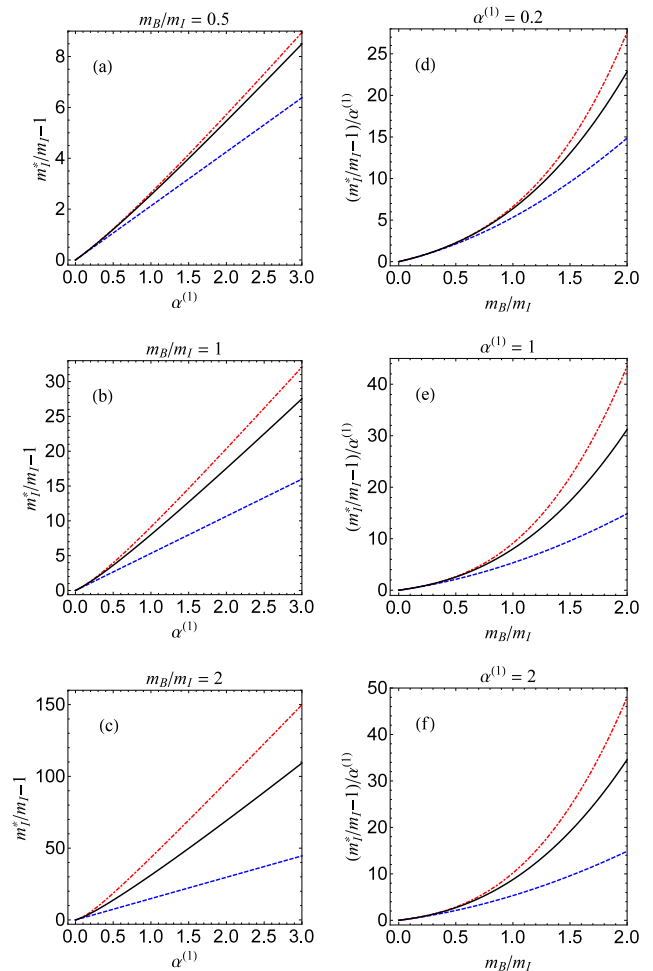 m_B/m_I = 0.5
(a)
m_I^*/m_I−1
8
6
4
2
0
0.0 0.5 1.0 1.5 2.0 2.5 3.0
α^(1)
α^(1) = 0.2
(d)
(m_I^*/m_I−1)/α^(1)
25
20
15
10
5
0
0.0 0.5 1.0 1.5 2.0
m_B/m_I
m_B/m_I = 1
(b)
m_I^*/m_I−1
30
25
20
15
10
5
0
0.0 0.5 1.0 1.5 2.0 2.5 3.0
α^(1)
α^(1) = 1
(e)
(m_I^*/m_I−1)/α^(1)
40
30
20
10
0
0.0 0.5 1.0 1.5 2.0
m_B/m_I
m_B/m_I = 2
(c)
m_I^*/m_I−1
150
100
50
0
0.0 0.5 1.0 1.5 2.0 2.5 3.0
α^(1)
α^(1) = 2
(f)
(m_I^*/m_I−1)/α^(1)
50
40
30
20
10
0
0.0 0.5 1.0 1.5 2.0
m_B/m_I